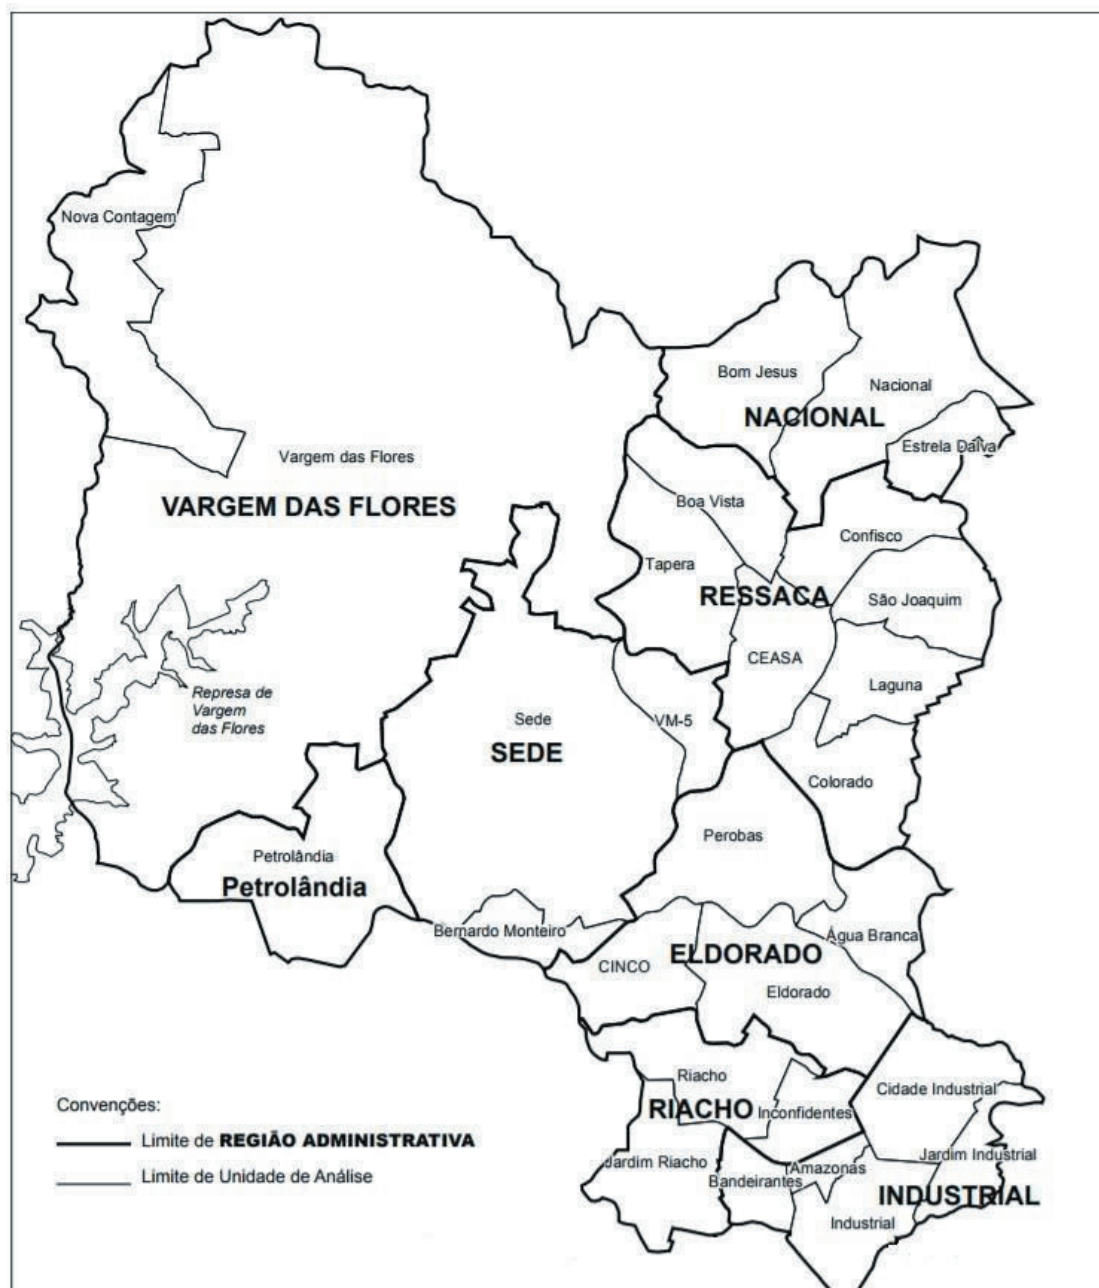 Nova Contagem
Bom Jesus
Nacional
NACIONAL
Estrela Dalva
Vargem das Flores
VARGEM DAS FLORES
Boa Vista
Confisco
Tapera
RESSACA
São Joaquim
CEASA
Laguna
Represa de
Vargem
das Flores
Sede
SEDE
VM-5
Colorado
Perobas
Petrolândia
Petrolândia
Bernardo Monteiro
Água Branca
ELDORADO
CINCO
Eldorado
Riacho
RIACHO
Inconfidentes
Cidade Industrial
Jardim Riacho
Bandeirantes
Amazonas
Jardim Industrial
INDUSTRIAL
Industrial
Convenções:
Limite de REGIÃO ADMINISTRATIVA
Limite de Unidade de Análise